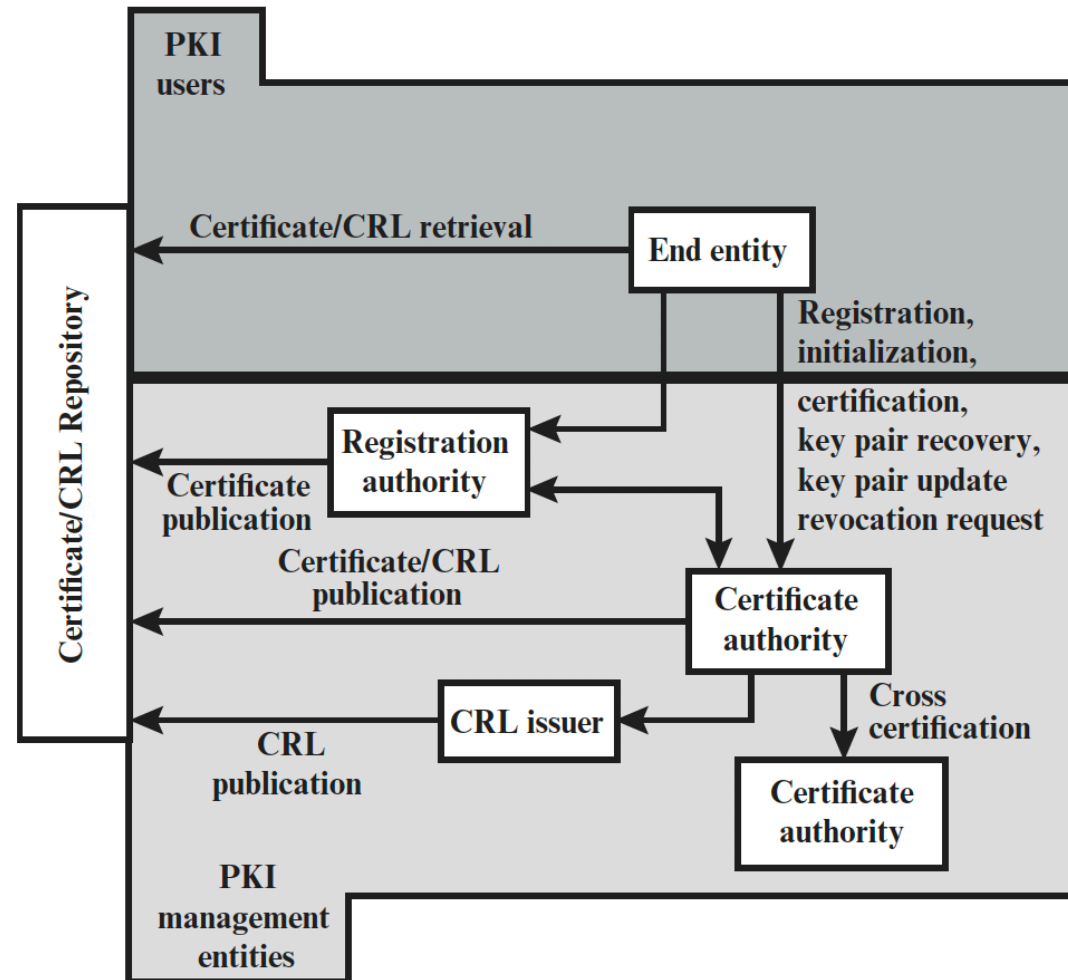 PKI
users
Certificate/CRL retrieval
End entity
Registration,
initialization,
certification,
key pair recovery,
key pair update
revocation request
Certificate/CRL Repository
Registration
authority
Certificate
publication
Certificate/CRL
publication
Certificate
authority
CRL issuer
CRL
publication
Cross
certification
Certificate
authority
PKI
management
entities